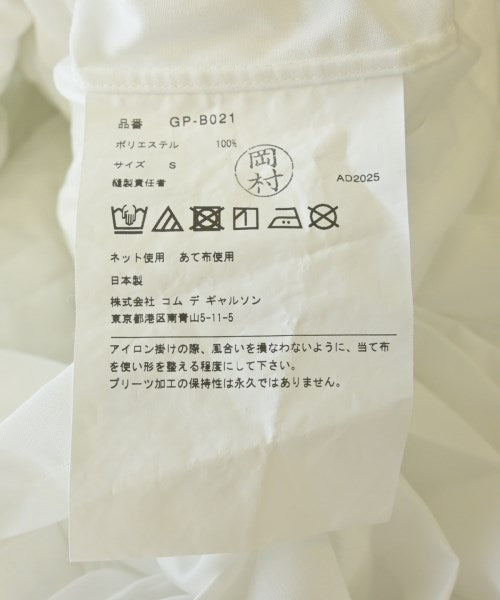 品番 GP-B021
ポリエステル 100%
サイズ S
縫製責任者
岡村
AD2025
ネット使用 あて布使用
日本製
株式会社 コム デ ギャルソン
東京都港区南青山5-11-5
アイロン掛けの際、風合いを損なわないように、当て布
を使い形を整える程度にして下さい。
プリーツ加工の保持性は永久ではありません。